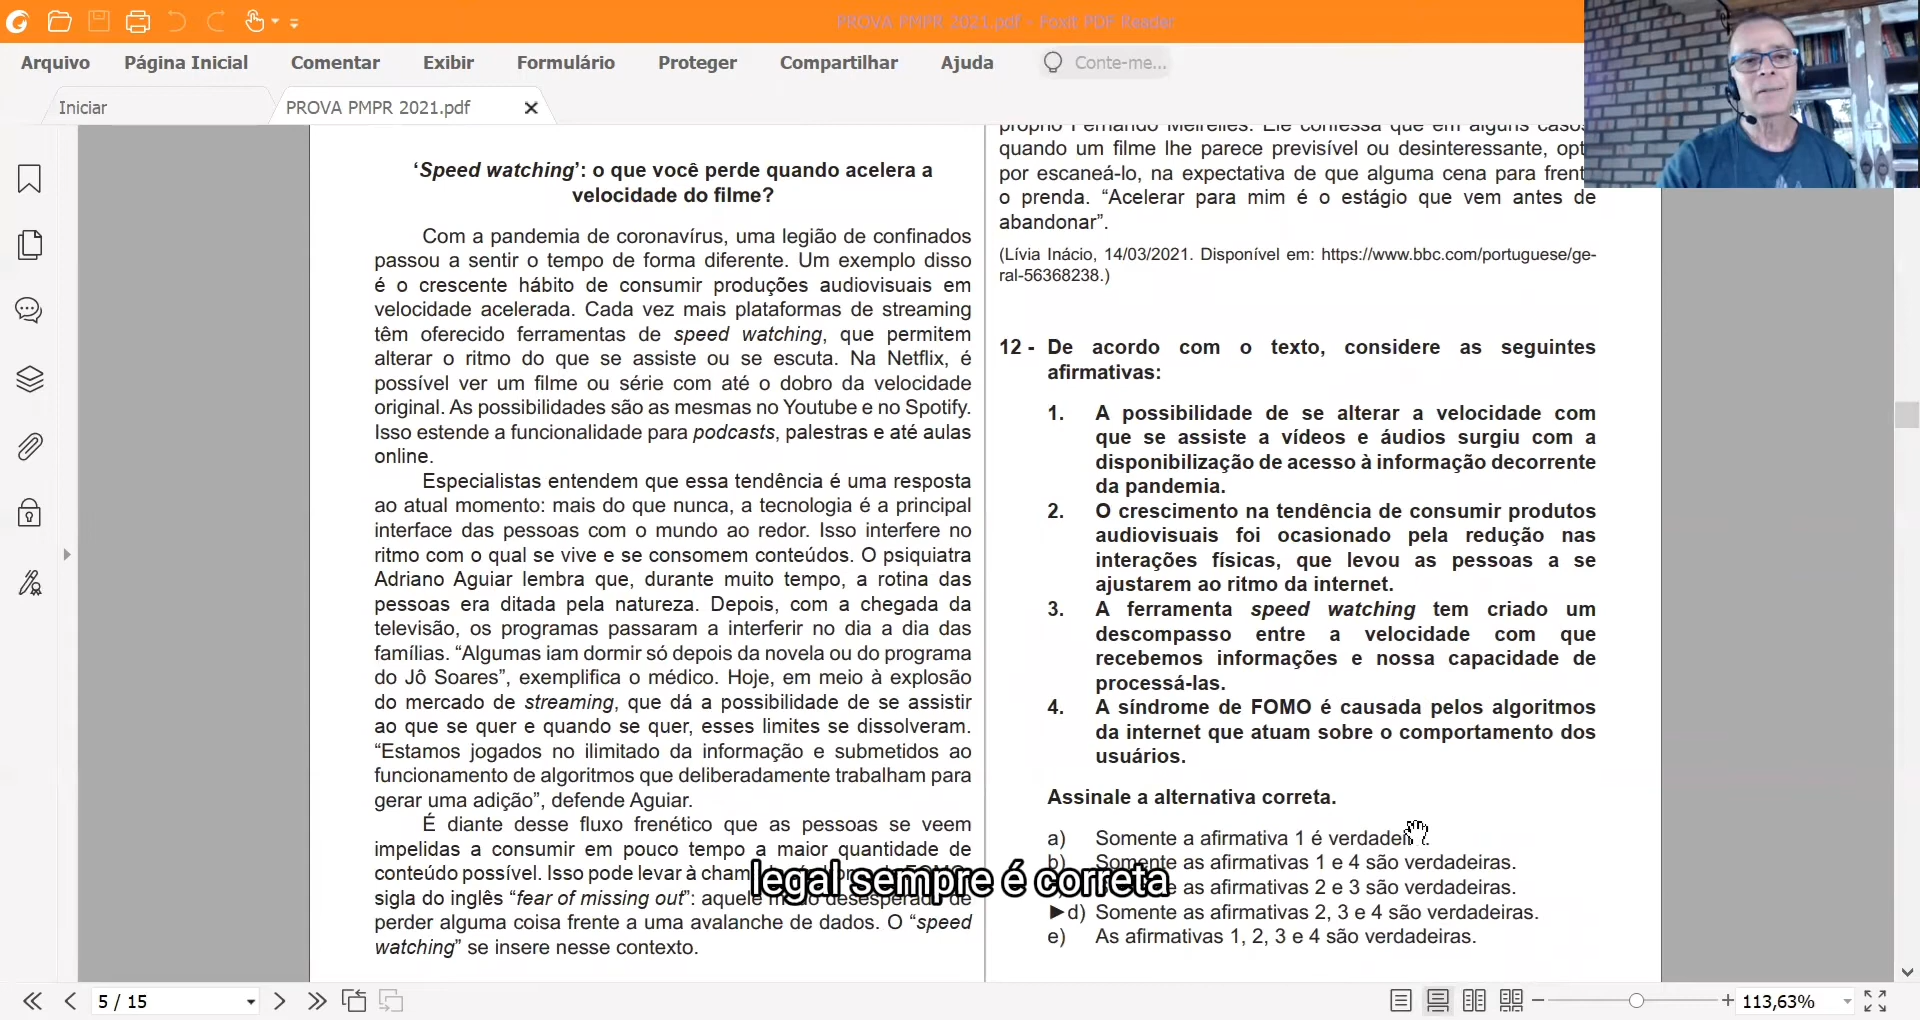 PROVA PMPR 2021.pdf - Foxit PDF Reader
Arquivo Página Inicial Comentar Exibir Formulário Proteger Compartilhar Ajuda Conte-me...
Iniciar PROVA PMPR 2021.pdf
‘Speed watching’: o que você perde quando acelera a
velocidade do filme?
Com a pandemia de coronavírus, uma legião de confinados
passou a sentir o tempo de forma diferente. Um exemplo disso
é o crescente hábito de consumir produções audiovisuais em
velocidade acelerada. Cada vez mais plataformas de streaming
têm oferecido ferramentas de speed watching, que permitem
alterar o ritmo do que se assiste ou se escuta. Na Netflix, é
possível ver um filme ou série com até o dobro da velocidade
original. As possibilidades são as mesmas no Youtube e no Spotify.
Isso estende a funcionalidade para podcasts, palestras e até aulas
online.
Especialistas entendem que essa tendência é uma resposta
ao atual momento: mais do que nunca, a tecnologia é a principal
interface das pessoas com o mundo ao redor. Isso interfere no
ritmo com o qual se vive e se consomem conteúdos. O psiquiatra
Adriano Aguiar lembra que, durante muito tempo, a rotina das
pessoas era ditada pela natureza. Depois, com a chegada da
televisão, os programas passaram a interferir no dia a dia das
famílias. “Algumas iam dormir só depois da novela ou do programa
do Jô Soares”, exemplifica o médico. Hoje, em meio à explosão
do mercado de streaming, que dá a possibilidade de se assistir
ao que se quer e quando se quer, esses limites se dissolveram.
“Estamos jogados no ilimitado da informação e submetidos ao
funcionamento de algoritmos que deliberadamente trabalham para
gerar uma adição”, defende Aguiar.
É diante desse fluxo frenético que as pessoas se veem
impelidas a consumir em pouco tempo a maior quantidade de
conteúdo possível. Isso pode levar à
sigla do inglês “fear of missing out”: aquele desesperado de
perder alguma coisa frente a uma avalanche de dados. O “speed
watching” se insere nesse contexto.
próprio Fernando Meirelles. Ele confessa que em alguns
quando um filme lhe parece previsível ou desinteressante,
por escaneá-lo, na expectativa de que alguma cena para
o prenda. “Acelerar para mim é o estágio que vem antes de
abandonar”.
(Lívia Inácio, 14/03/2021. Disponível em: https://www.bbc.com/portuguese/ge-
ral-56368238.)
12 - De acordo com o texto, considere as seguintes
afirmativas:
1. A possibilidade de se alterar a velocidade com
que se assiste a vídeos e áudios surgiu com a
disponibilização de acesso à informação decorrente
da pandemia.
2. O crescimento na tendência de consumir produtos
audiovisuais foi ocasionado pela redução nas
interações físicas, que levou as pessoas a se
ajustarem ao ritmo da internet.
3. A ferramenta speed watching tem criado um
descompasso entre a velocidade com que
recebemos informações e nossa capacidade de
processá-las.
4. A síndrome de FOMO é causada pelos algoritmos
da internet que atuam sobre o comportamento dos
usuários.
Assinale a alternativa correta.
a) Somente a afirmativa 1 é
b) Somente as afirmativas 1 e 4 são verdadeiras.
as afirmativas 2 e 3 são verdadeiras.
►d) Somente as afirmativas 2, 3 e 4 são verdadeiras.
e) As afirmativas 1, 2, 3 e 4 são verdadeiras.
legal sempre é correta
5 / 15 113,63%